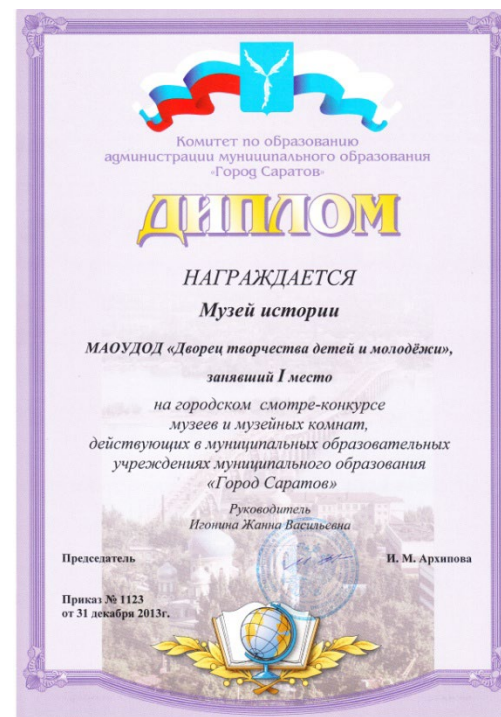 Комитет по образованию
администрации муниципального образования
«Город Саратов»
ДИПЛОМ
НАГРАЖДАЕТСЯ
Музей истории
МАОУДОД «Дворец творчества детей и молодёжи»,
занявший I место
на городском смотре-конкурсе
музеев и музейных комнат,
действующих в муниципальных образовательных
учреждениях муниципального образования
«Город Саратов»
Руководитель
Игонина Жанна Васильевна
Председатель И. М. Архипова
Приказ № 1123
от 31 декабря 2013г.